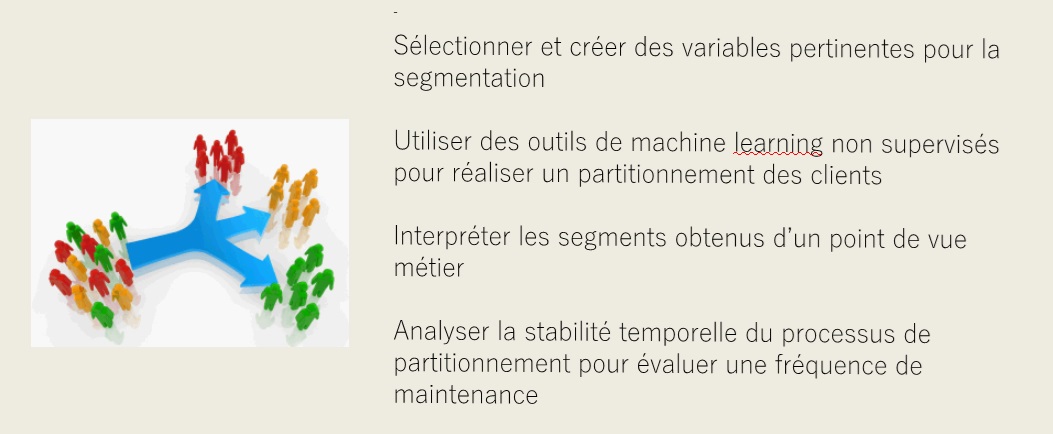 -
Sélectionner et créer des variables pertinentes pour la
segmentation
Utiliser des outils de machine learning non supervisés
pour réaliser un partitionnement des clients
Interpréter les segments obtenus d’un point de vue
métier
Analyser la stabilité temporelle du processus de
partitionnement pour évaluer une fréquence de
maintenance